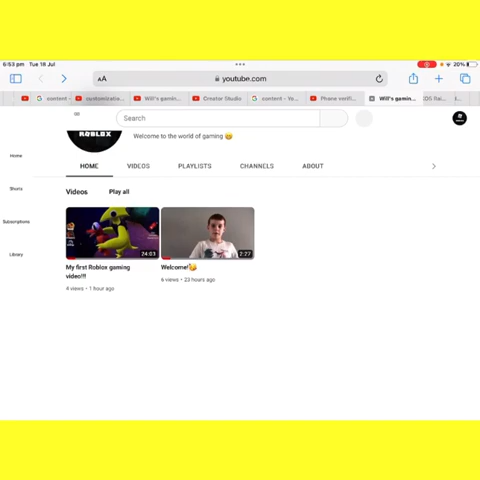 6:53 pm Tue 18 Jul
20%
AA youtube.com
content - customizatio... Will's gamin... Creator Studio content - Yo... Phone verifi... Will's gamin...
Search
ROBLOX
Welcome to the world of gaming 😄
HOME VIDEOS PLAYLISTS CHANNELS ABOUT
Home
Shorts
Subscriptions
Library
Videos Play all
24:03 2:27
My first Roblox gaming
video!!!
4 views • 1 hour ago
Welcome!🥳
6 views • 23 hours ago